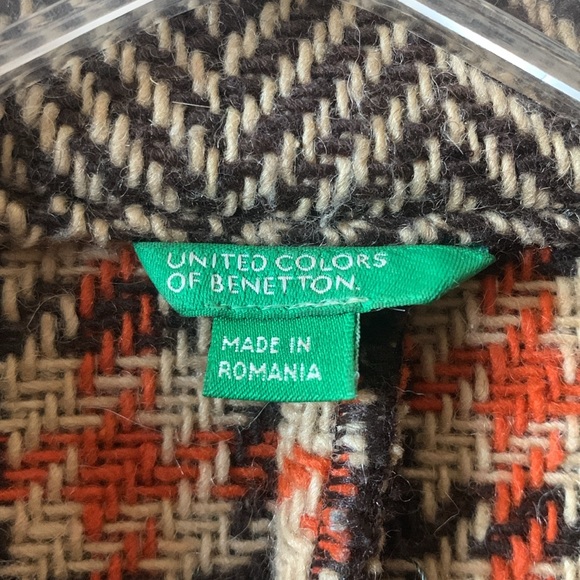 UNITED COLORS
OF BENETTON.
MADE IN
ROMANIA